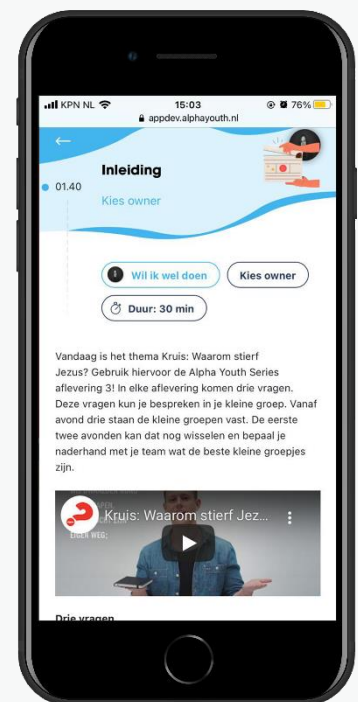 KPN NL 15:03 76%
appdev.alphayouth.nl
Inleiding
01.40
Kies owner
Wil ik wel doen Kies owner
Duur: 30 min
Vandaag is het thema Kruis: Waarom stierf
Jezus? Gebruik hiervoor de Alpha Youth Series
aflevering 3! In elke aflevering komen drie vragen.
Deze vragen kun je bespreken in je kleine groep. Vanaf
avond drie staan de kleine groepen vast. De eerste
twee avonden kan dat nog wisselen en bepaal je
naderhand met je team wat de beste kleine groepjes
zijn.
Kruis: Waarom stierf Jez...
EIGEN WEG;
Drie vragen